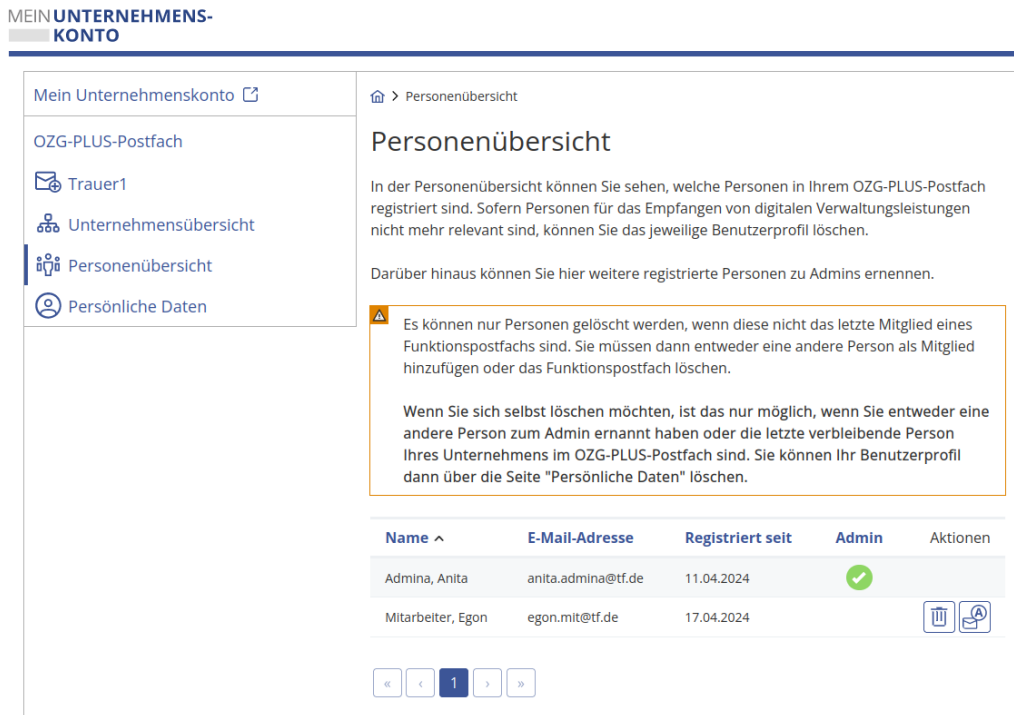 MEIN UNTERNEHMENS-
KONTO
Mein Unternehmenskonto
OZG-PLUS-Postfach
Trauer1
Unternehmensübersicht
Personenübersicht
Persönliche Daten
Personenübersicht
Personenübersicht
In der Personenübersicht können Sie sehen, welche Personen in Ihrem OZG-PLUS-Postfach
registriert sind. Sofern Personen für das Empfangen von digitalen Verwaltungsleistungen
nicht mehr relevant sind, können Sie das jeweilige Benutzerprofil löschen.
Darüber hinaus können Sie hier weitere registrierte Personen zu Admins ernennen.
Es können nur Personen gelöscht werden, wenn diese nicht das letzte Mitglied eines
Funktionspostfachs sind. Sie müssen dann entweder eine andere Person als Mitglied
hinzufügen oder das Funktionspostfach löschen.
Wenn Sie sich selbst löschen möchten, ist das nur möglich, wenn Sie entweder eine
andere Person zum Admin ernannt haben oder die letzte verbleibende Person
Ihres Unternehmens im OZG-PLUS-Postfach sind. Sie können Ihr Benutzerprofil
dann über die Seite "Persönliche Daten" löschen.
Name E-Mail-Adresse Registriert seit Admin Aktionen
Admina, Anita anita.admina@tf.de 11.04.2024
Mitarbeiter, Egon egon.mit@tf.de 17.04.2024 A
« ‹ 1 › »